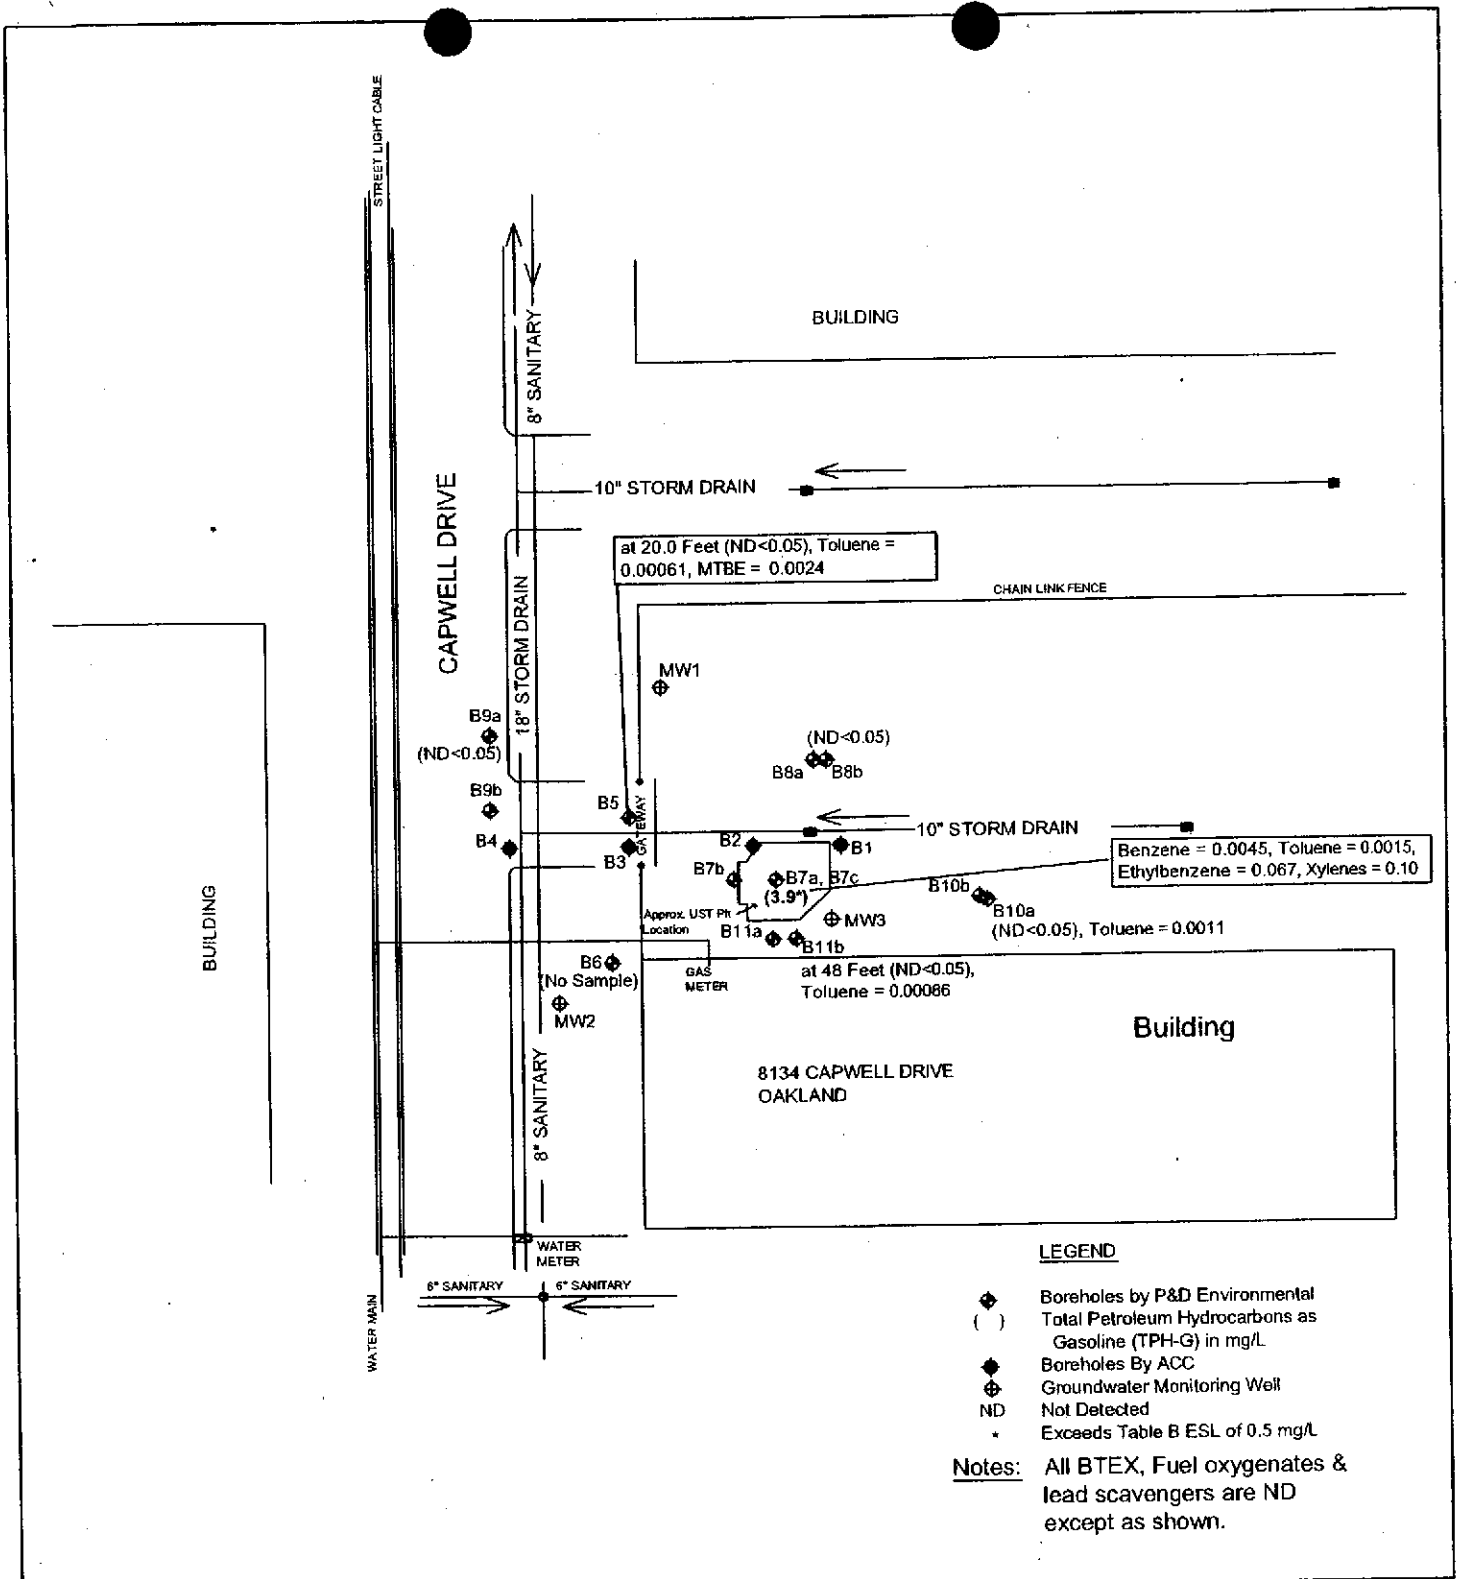 STREET LIGHT CABLE
8" SANITARY
BUILDING
CAPWELL DRIVE
10" STORM DRAIN
at 20.0 Feet (ND<0.05), Toluene =
0.00061, MTBE = 0.0024
CHAIN LINK FENCE
18" STORM DRAIN
MW1
B9a
(ND<0.05)
(ND<0.05)
B8a
B8b
B9b
B5
GATEWAY
10" STORM DRAIN
B4
B3
B2
B1
Benzene = 0.0045, Toluene = 0.0015,
Ethylbenzene = 0.067, Xylenes = 0.10
B7b
B7a, B7c
(3.9*)
B10b
B10a
(ND<0.05), Toluene = 0.0011
Approx. UST Pit
Location
MW3
B11a
B11b
at 48 Feet (ND<0.05),
Toluene = 0.00086
BUILDING
B6
(No Sample)
GAS
METER
MW2
Building
8134 CAPWELL DRIVE
OAKLAND
8" SANITARY
WATER
METER
6" SANITARY
6" SANITARY
WATER MAIN
LEGEND
Boreholes by P&D Environmental
( ) Total Petroleum Hydrocarbons as
Gasoline (TPH-G) in mg/L
Boreholes By ACC
Groundwater Monitoring Well
ND Not Detected
* Exceeds Table B ESL of 0.5 mg/L
Notes: All BTEX, Fuel oxygenates &
lead scavengers are ND
except as shown.